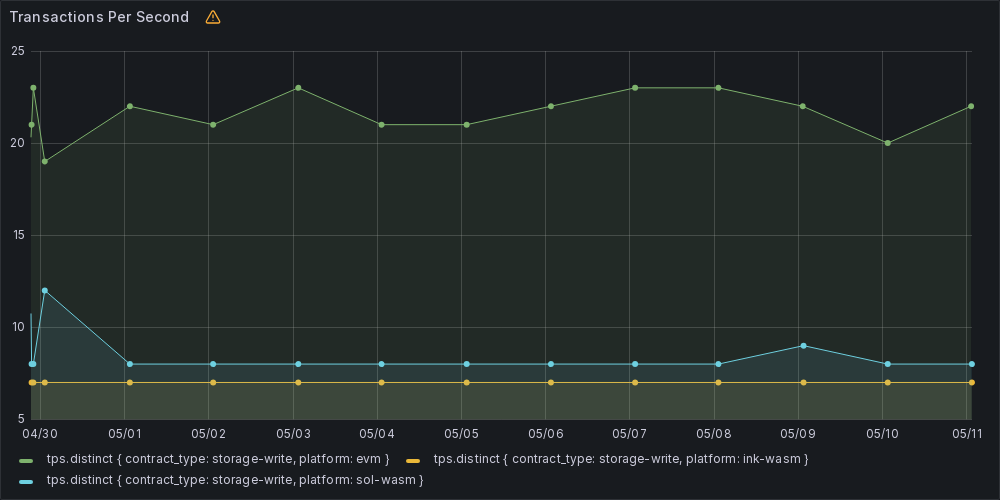 Transactions Per Second
25
20
15
10
5
04/30 05/01 05/02 05/03 05/04 05/05 05/06 05/07 05/08 05/09 05/10 05/11
tps.distinct { contract_type: storage-write, platform: evm } tps.distinct { contract_type: storage-write, platform: ink-wasm }
tps.distinct { contract_type: storage-write, platform: sol-wasm }